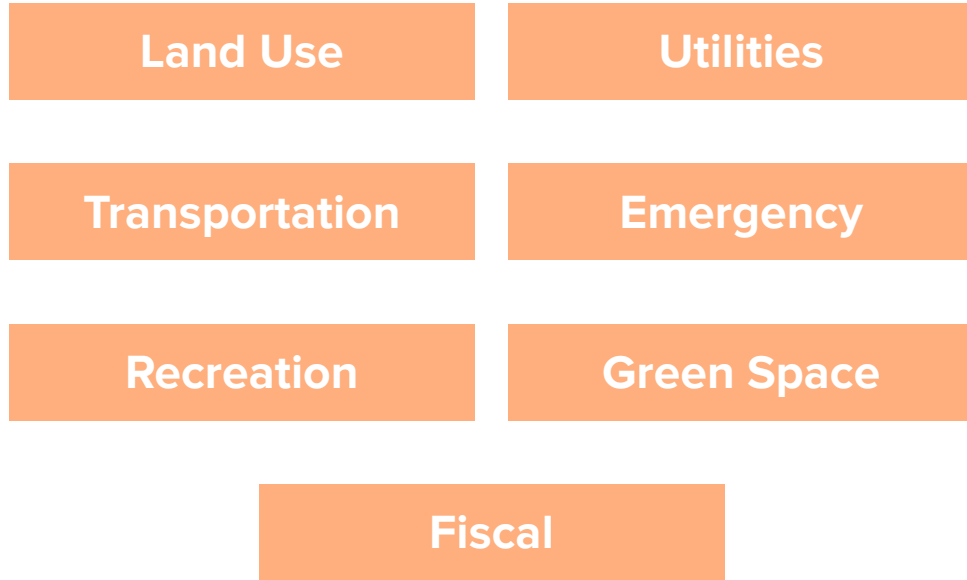 Land Use
Utilities
Transportation
Emergency
Recreation
Green Space
Fiscal